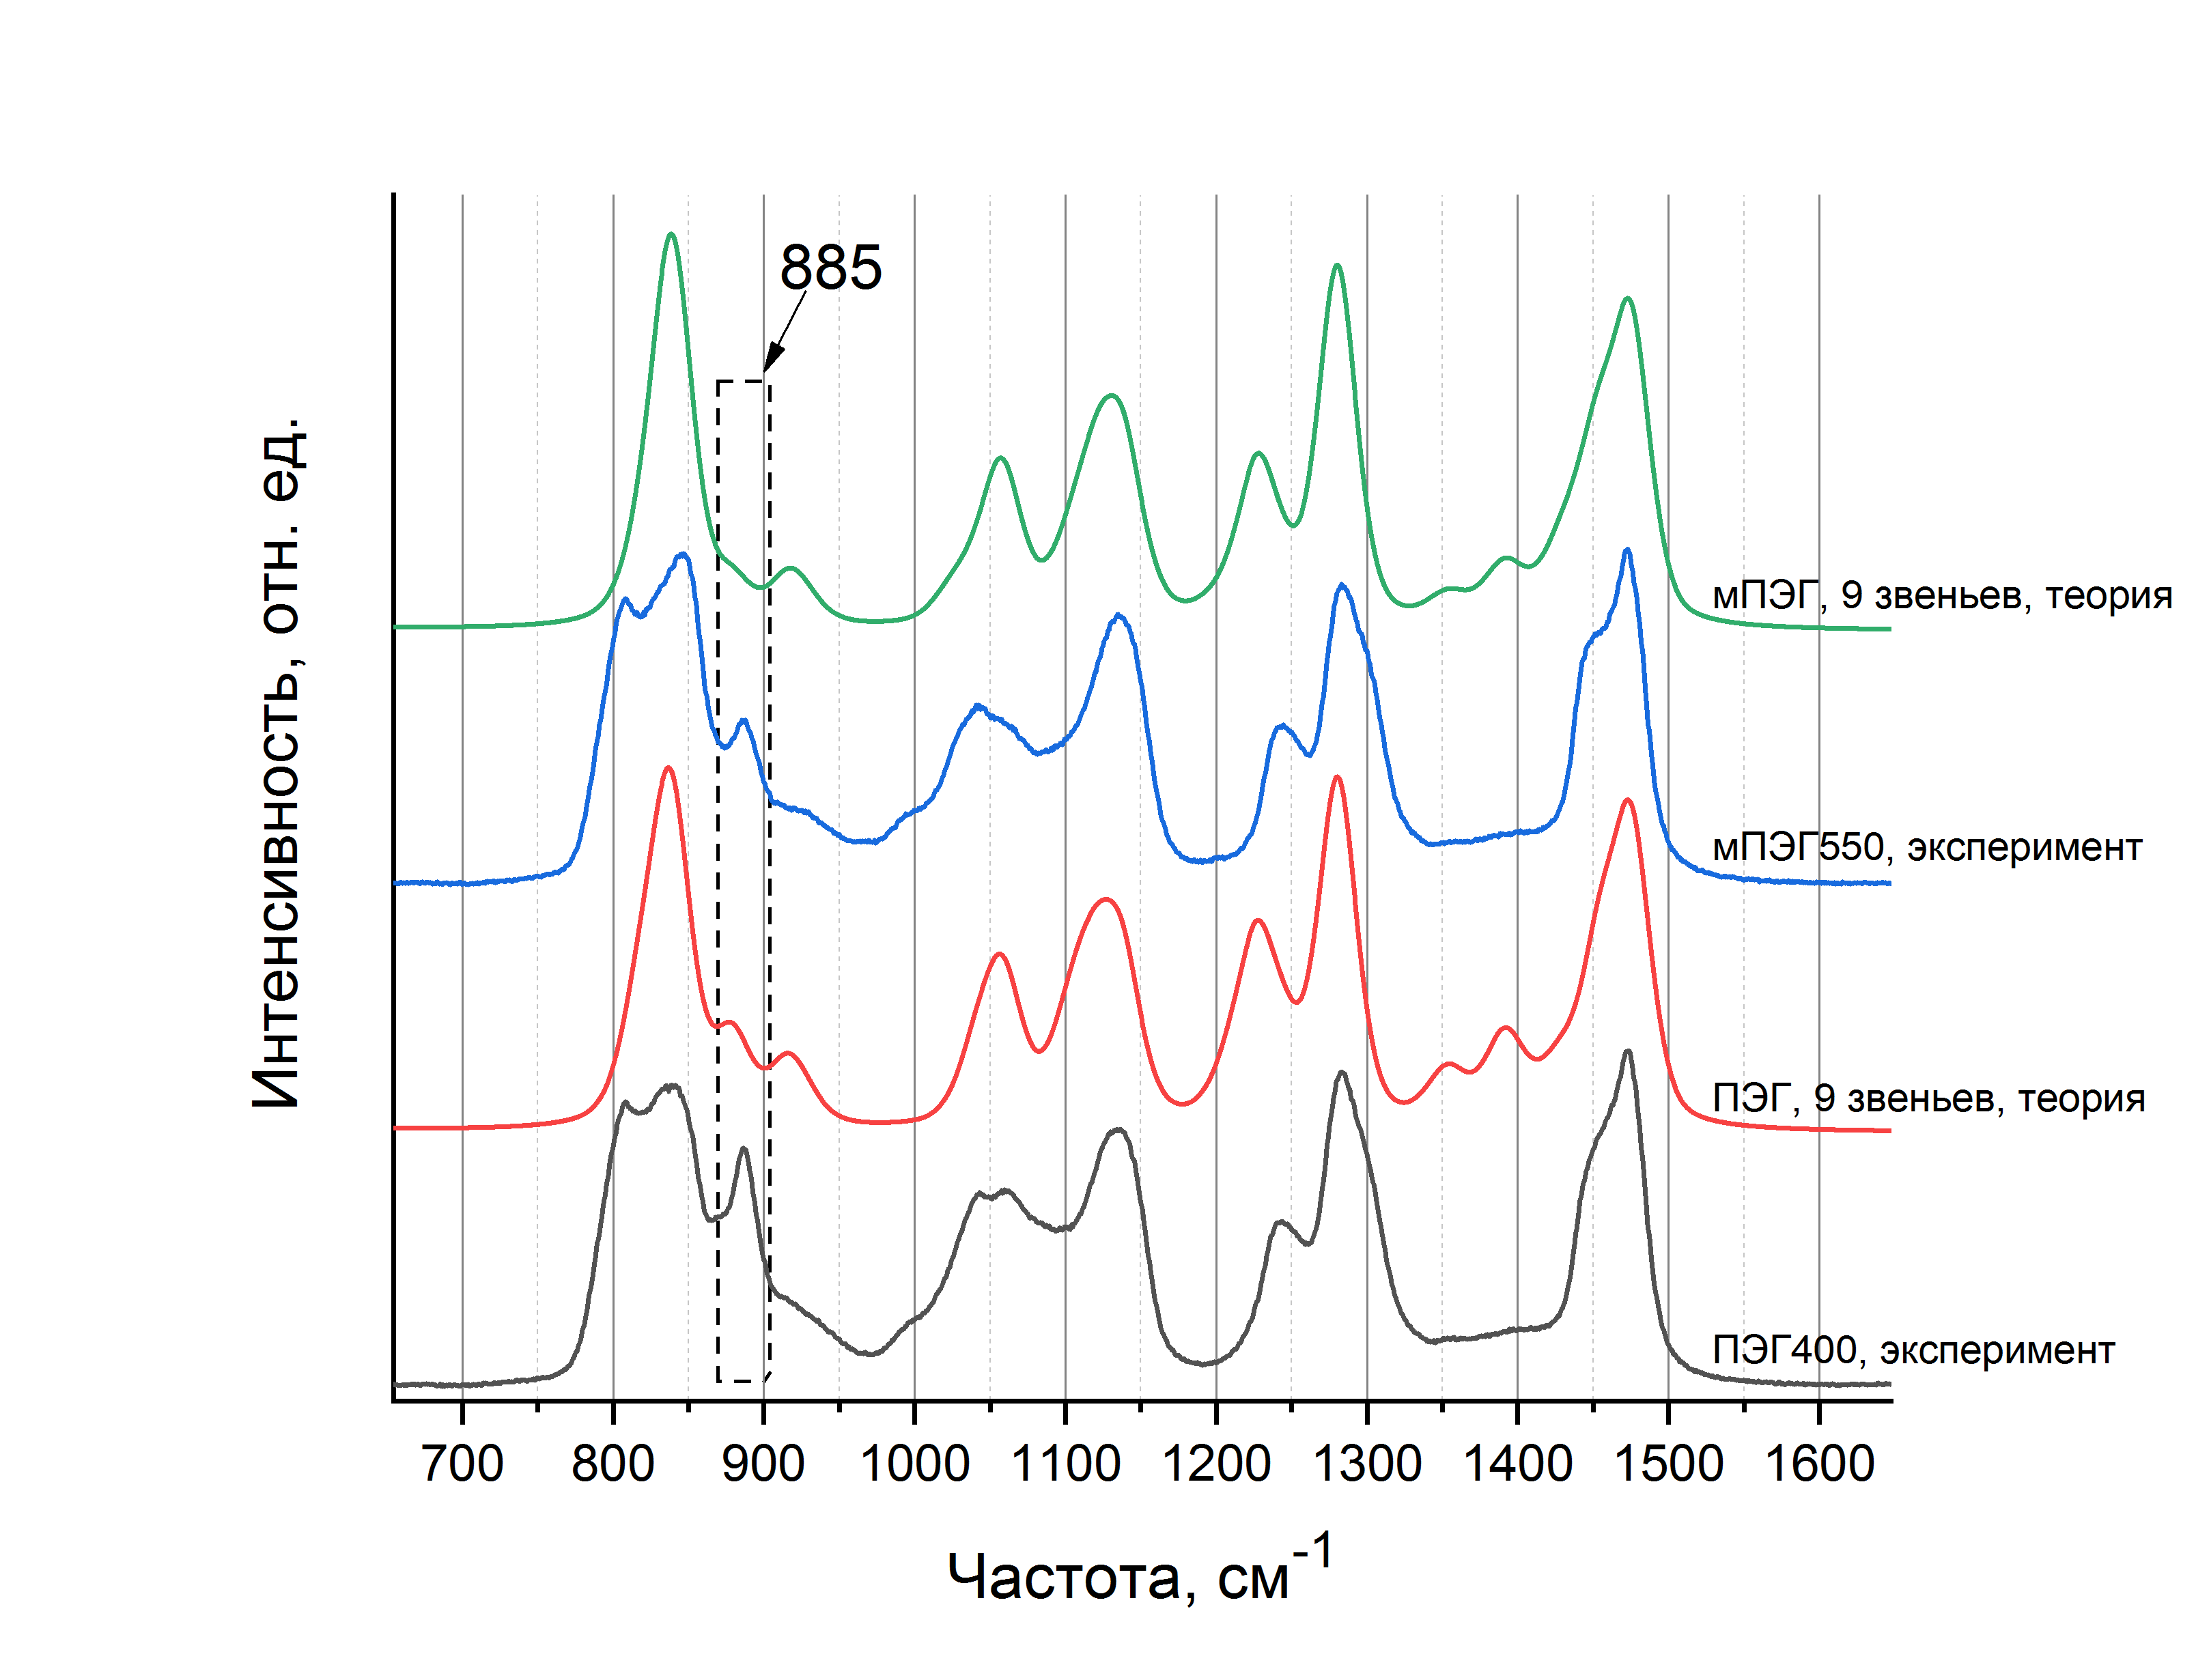 885
Интенсивность, отн. ед.
мПЭГ, 9 звеньев, теория
мПЭГ550, эксперимент
ПЭГ, 9 звеньев, теория
ПЭГ400, эксперимент
700 800 900 1000 1100 1200 1300 1400 1500 1600
Частота, см⁻¹